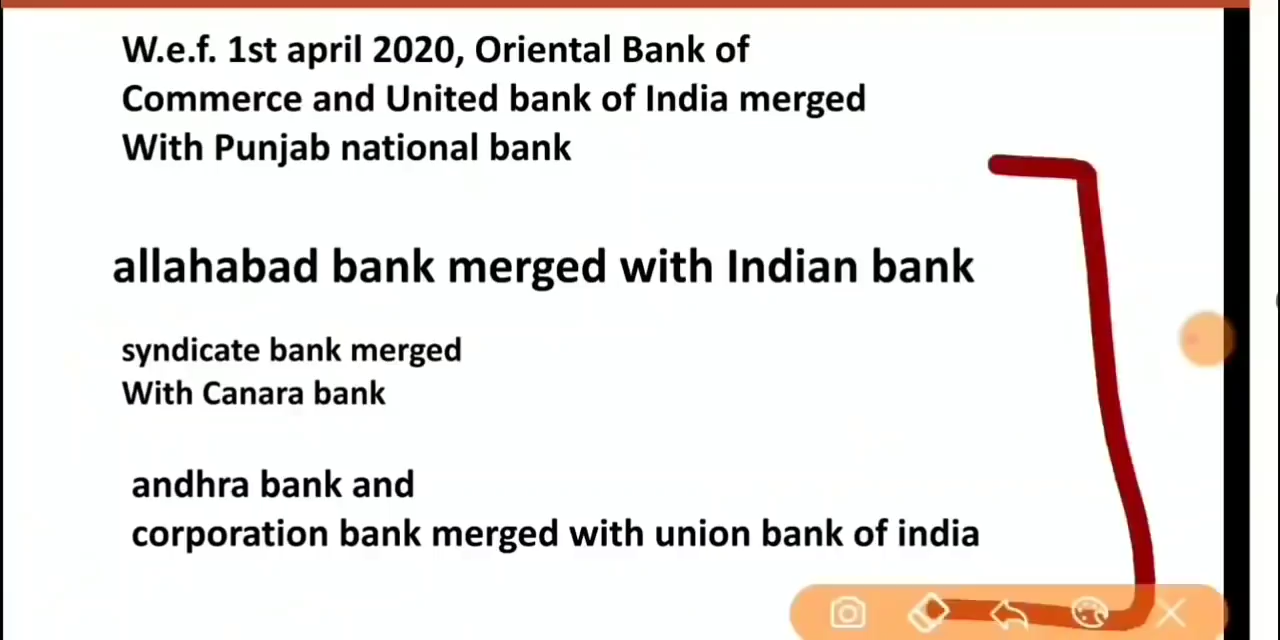 W.e.f. 1st april 2020, Oriental Bank of
Commerce and United bank of India merged
With Punjab national bank
allahabad bank merged with Indian bank
syndicate bank merged
With Canara bank
andhra bank and
corporation bank merged with union bank of india